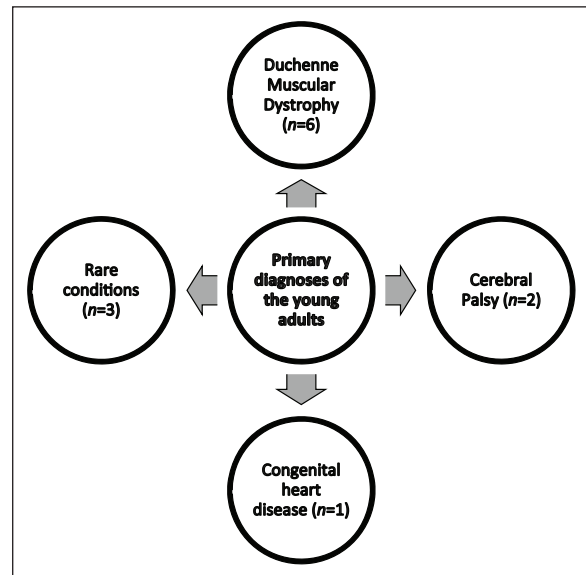 Duchenne
Muscular
Dystrophy
(n=6)
Rare
conditions
(n=3)
Primary
diagnoses of
the young
adults
Cerebral
Palsy (n=2)
Congenital
heart
disease (n=1)